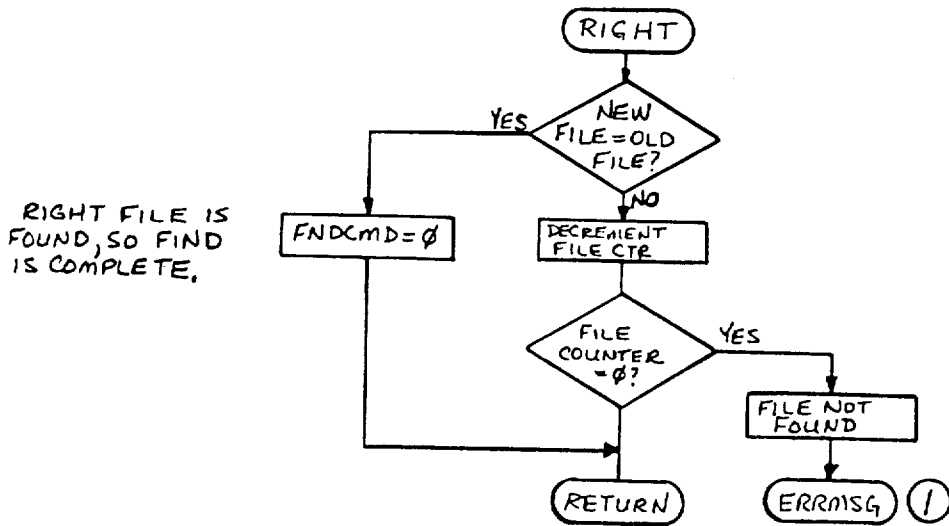 RIGHT
NEW
FILE=OLD
FILE?
YES
NO
RIGHT FILE IS
FOUND, SO FIND
IS COMPLETE.
FNDCMD=Ø
DECREMENT
FILE CTR
FILE
COUNTER
=Ø?
YES
FILE NOT
FOUND
RETURN
ERRMSG
1